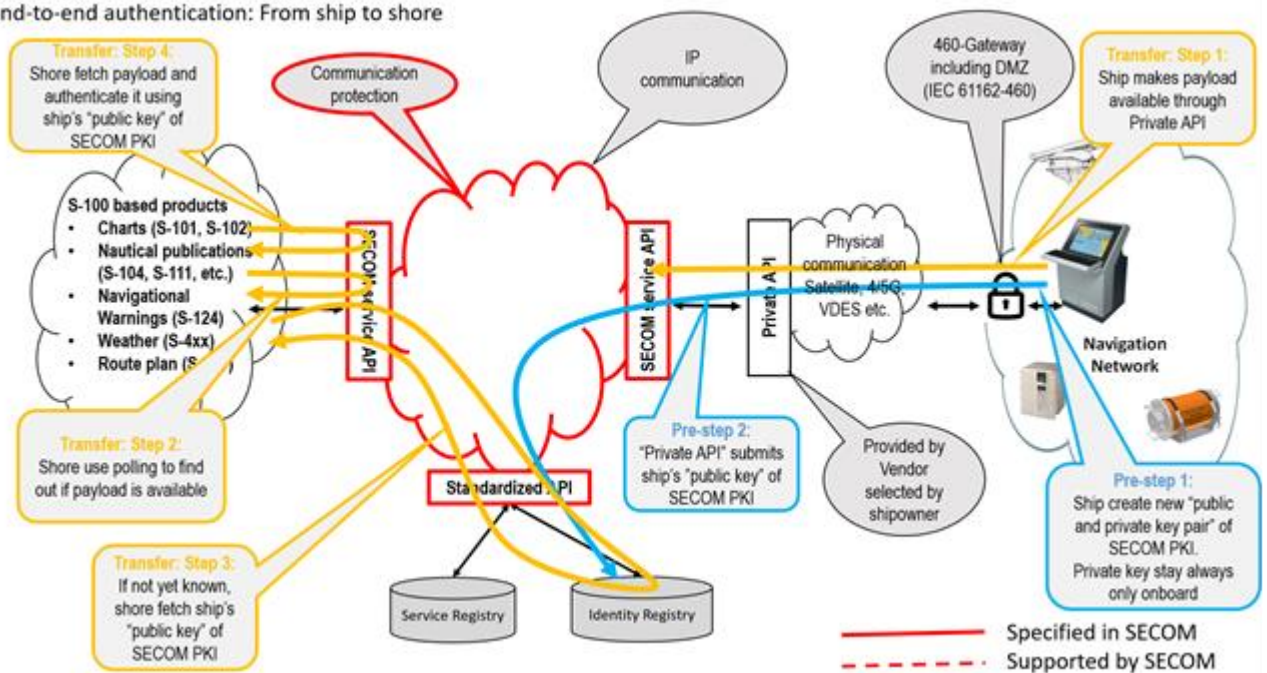 nd-to-end authentication: From ship to shore
Transfer: Step 4:
Shore fetch payload and
authenticate it using
ship's "public key" of
SECOM PKI
Communication
protection
IP
communication
460-Gateway
including DMZ
(IEC 61162-460)
Transfer: Step 1:
Ship makes payload
available through
Private API
S-100 based products
• Charts (S-101, S-102)
• Nautical publications
(S-104, S-111, etc.)
• Navigational
Warnings (S-124)
• Weather (S-4xx)
• Route plan (S-
SECOM service API
SECOM service API
Private API
Physical
communication
Satellite, 4/5G,
VDES etc.
Navigation
Network
Transfer: Step 2:
Shore use polling to find
out if payload is available
Pre-step 2:
"Private API" submits
ship's "public key" of
SECOM PKI
Provided by
Vendor
selected by
shipowner
Pre-step 1:
Ship create new "public
and private key pair" of
SECOM PKI.
Private key stay always
only onboard
Standardized API
Transfer: Step 3:
If not yet known,
shore fetch ship's
"public key" of
SECOM PKI
Service Registry
Identity Registry
Specified in SECOM
Supported by SECOM